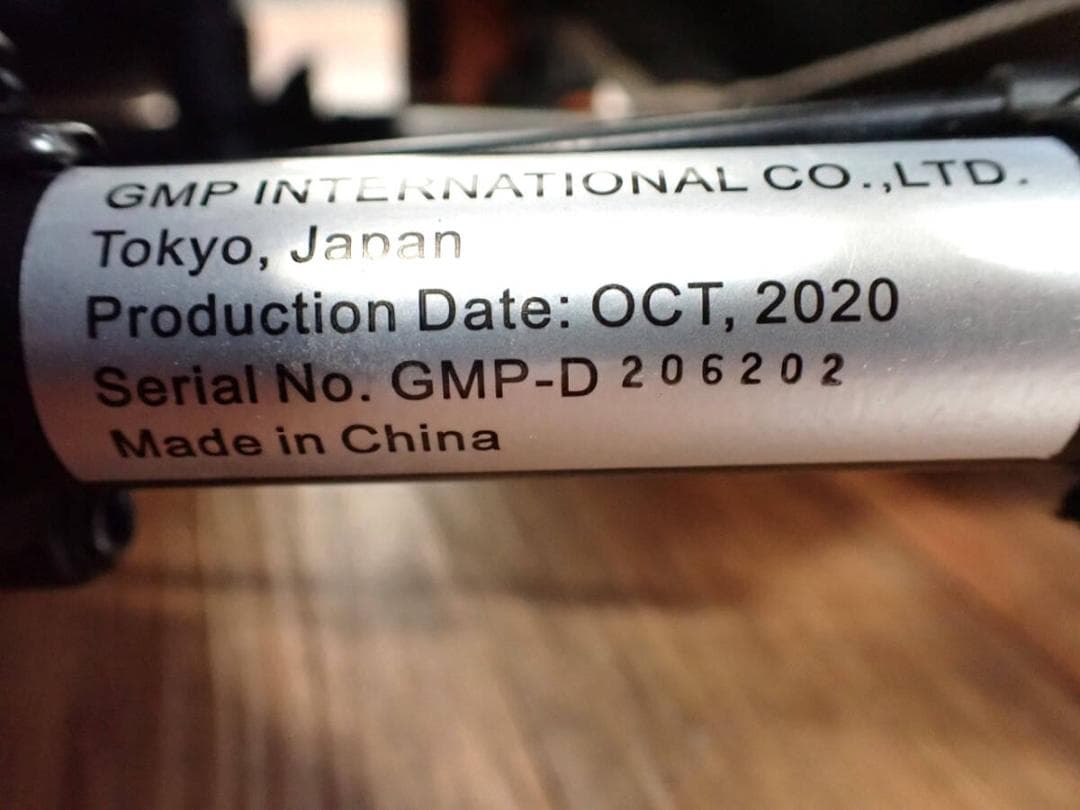 GMP INTERNATIONAL CO.,LTD.
Tokyo, Japan
Production Date: OCT, 2020
Serial No. GMP-D 206202
Made in China